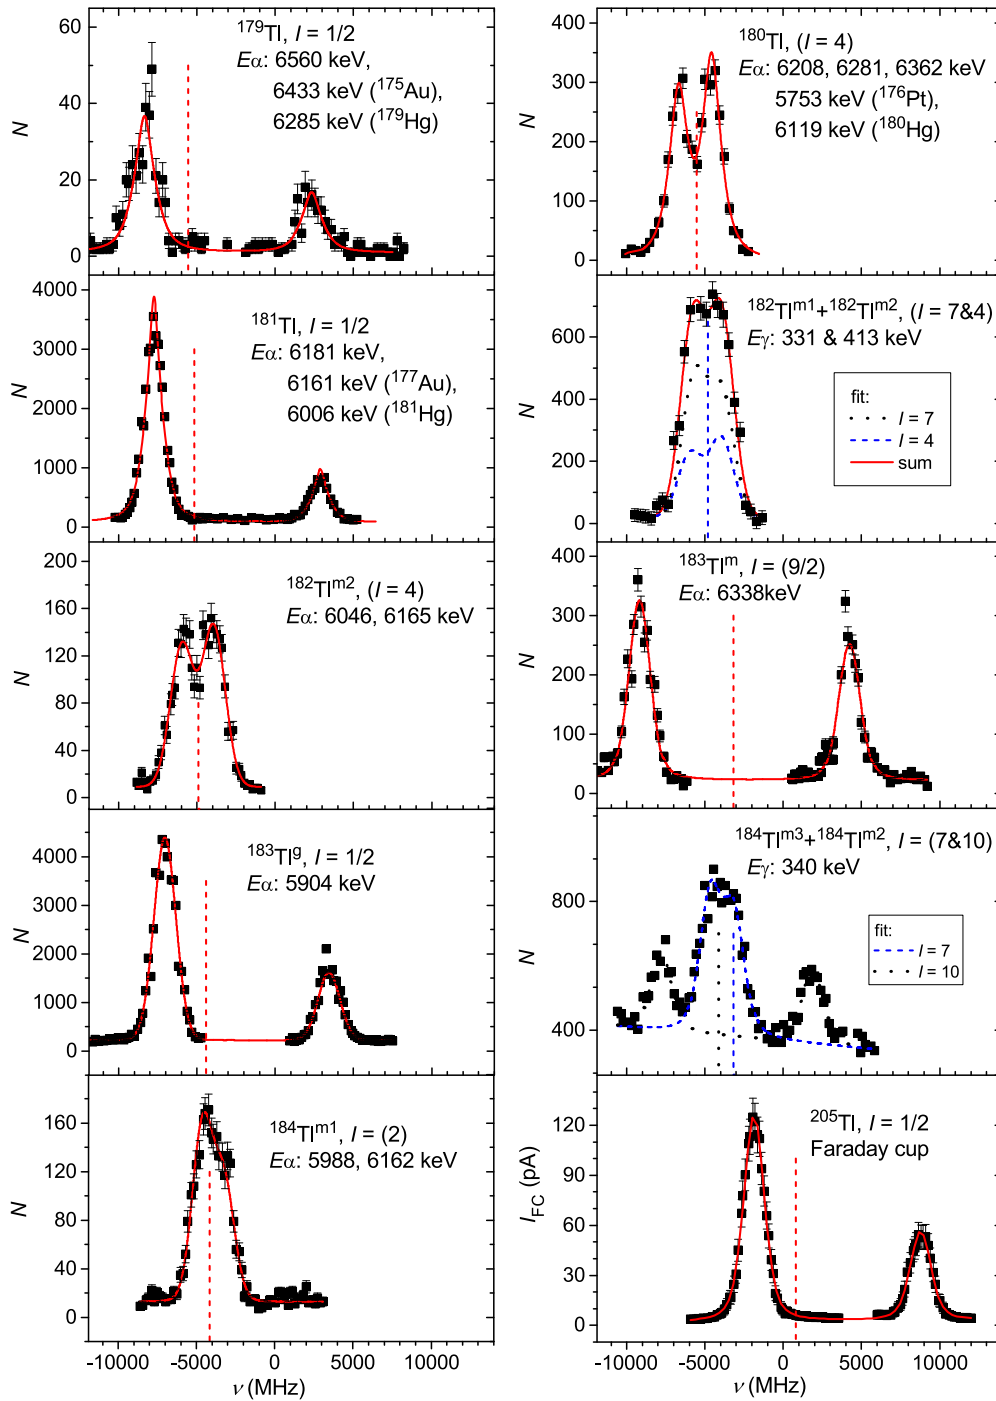 60
40
20
0
N
¹⁷⁹Tl, I = 1/2
Eα: 6560 keV,
6433 keV (¹⁷⁵Au),
6285 keV (¹⁷⁹Hg)
4000
3000
2000
1000
0
N
¹⁸¹Tl, I = 1/2
Eα: 6181 keV,
6161 keV (¹⁷⁷Au),
6006 keV (¹⁸¹Hg)
200
160
120
80
40
0
N
¹⁸²Tlᵐ², (I = 4)
Eα: 6046, 6165 keV
4000
3000
2000
1000
0
N
¹⁸³Tlᵍ, I = 1/2
Eα: 5904 keV
160
120
80
40
0
N
¹⁸⁴Tlᵐ¹, I = (2)
Eα: 5988, 6162 keV
-10000 -5000 0 5000 10000
ν (MHz)
300
200
100
0
N
¹⁸⁰Tl, (I = 4)
Eα: 6208, 6281, 6362 keV
5753 keV (¹⁷⁶Pt),
6119 keV (¹⁸⁰Hg)
600
400
200
0
N
¹⁸²Tlᵐ¹+¹⁸²Tlᵐ², (I = 7&4)
Eγ: 331 & 413 keV
fit:
I = 7
I = 4
sum
400
300
200
100
0
N
¹⁸³Tlᵐ, I = (9/2)
Eα: 6338keV
800
400
N
¹⁸⁴Tlᵐ³+¹⁸⁴Tlᵐ², I = (7&10)
Eγ: 340 keV
fit:
I = 7
I = 10
120
90
60
30
0
I_FC (pA)
²⁰⁵Tl, I = 1/2
Faraday cup
-10000 -5000 0 5000 10000
ν (MHz)